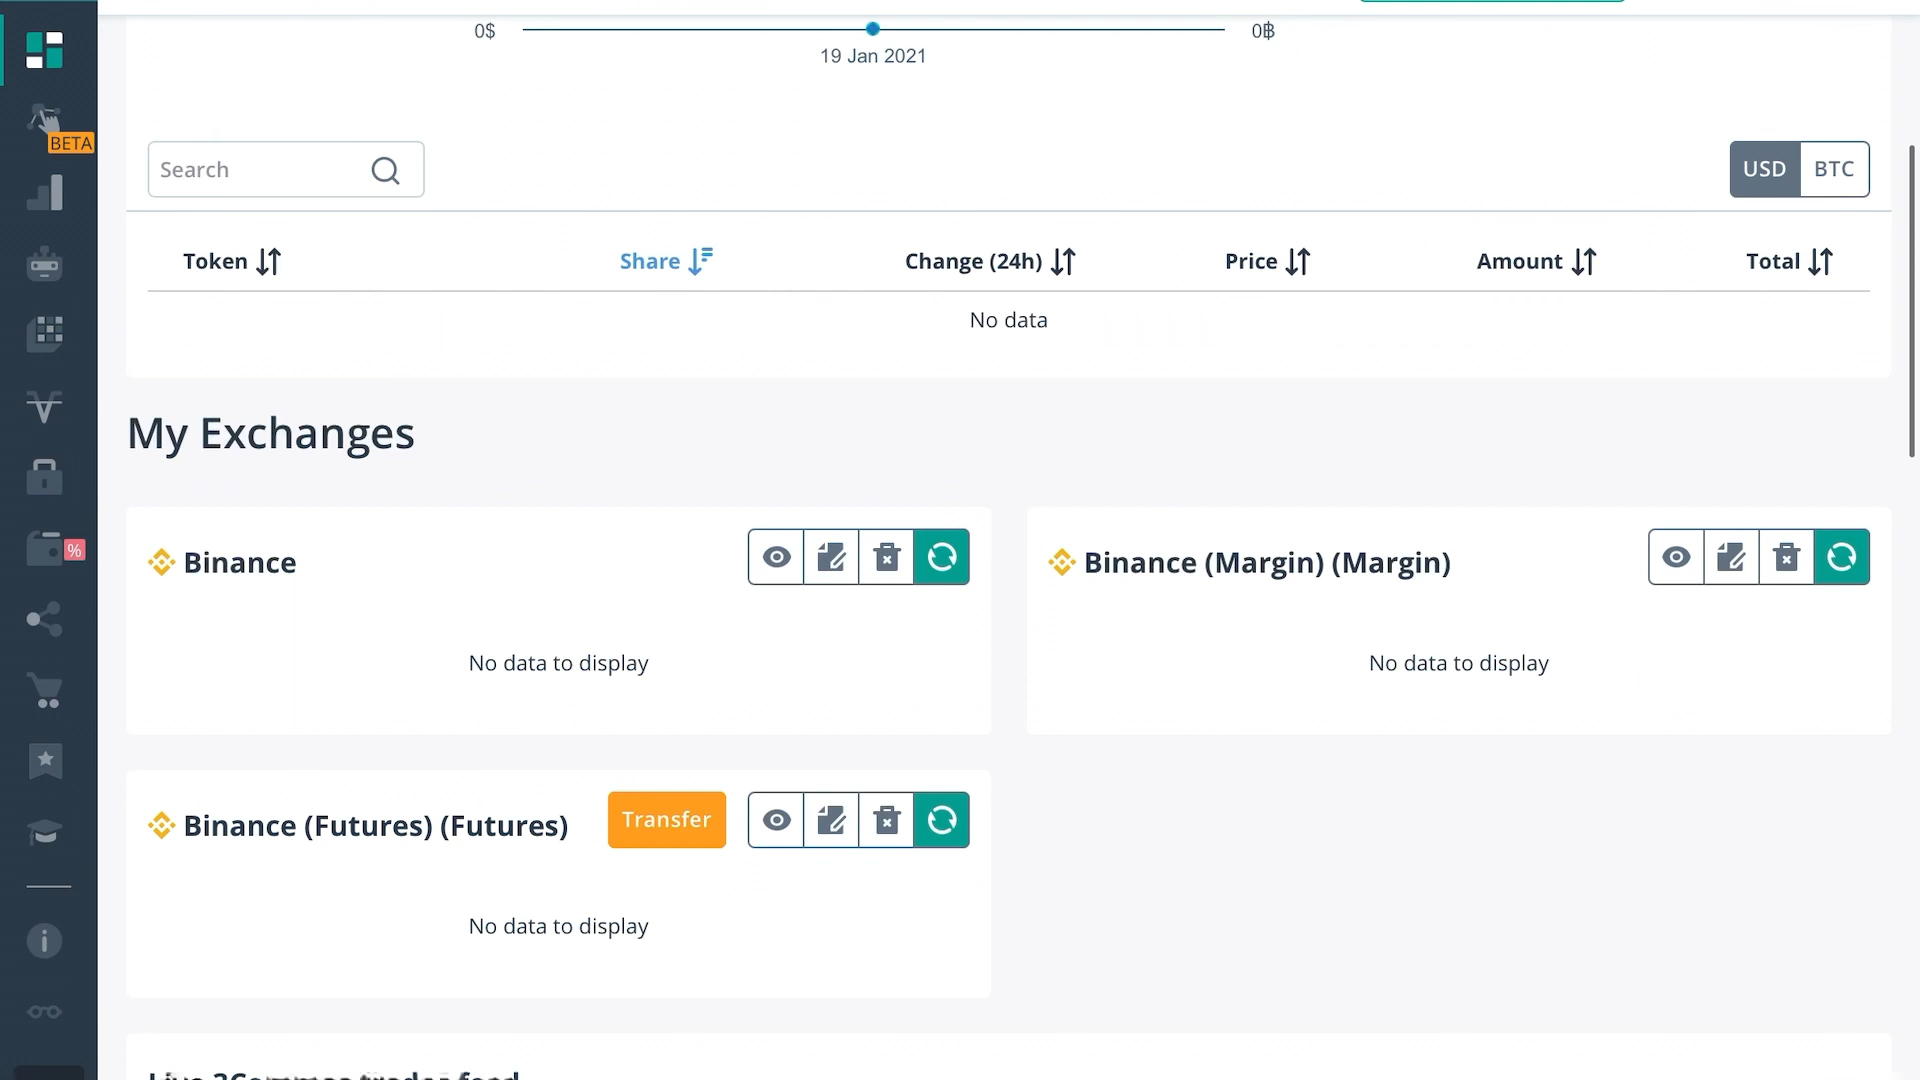 0$ 0฿
19 Jan 2021
BETA
Search
USD BTC
Token Share Change (24h) Price Amount Total
No data
My Exchanges
Binance
No data to display
Binance (Margin) (Margin)
No data to display
%
Binance (Futures) (Futures) Transfer
No data to display